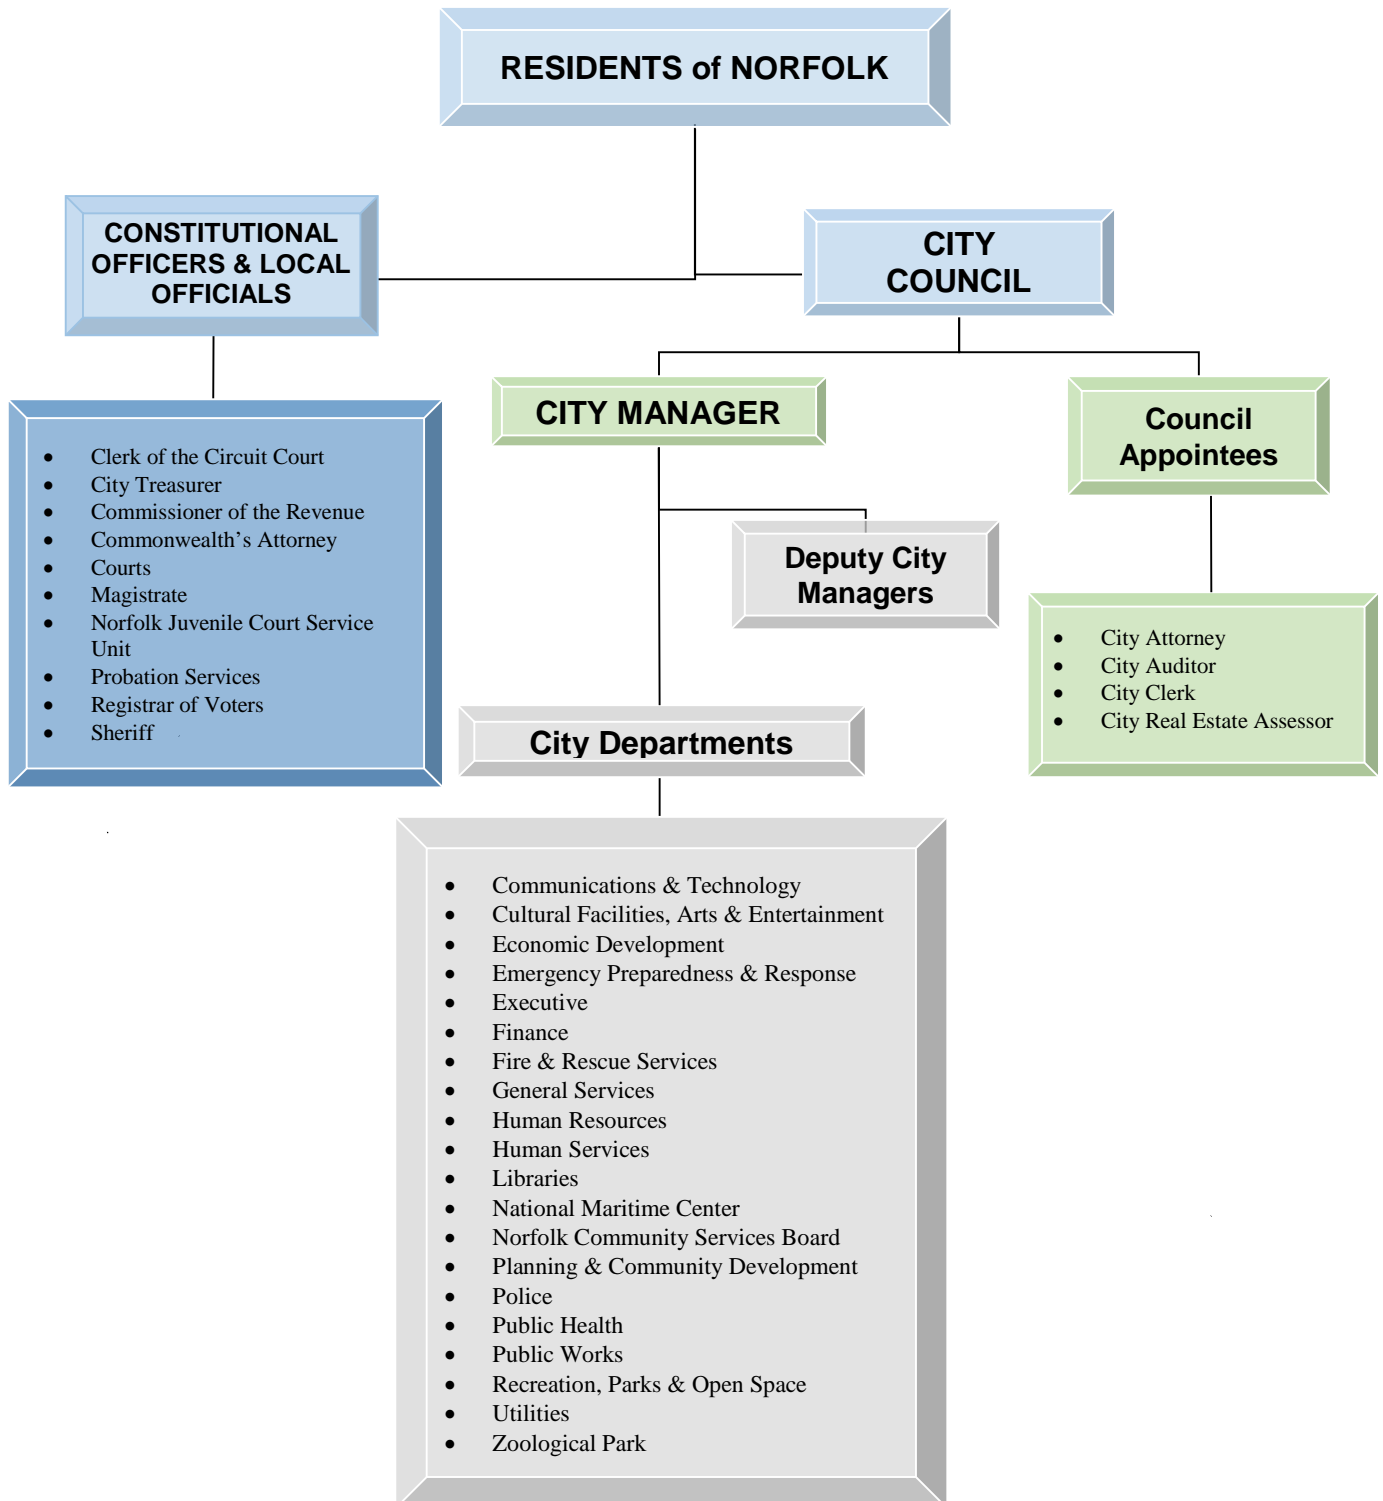 RESIDENTS of NORFOLK
CONSTITUTIONAL
OFFICERS & LOCAL
OFFICIALS
CITY
COUNCIL
CITY MANAGER
Council
Appointees
• Clerk of the Circuit Court
• City Treasurer
• Commissioner of the Revenue
• Commonwealth’s Attorney
• Courts
• Magistrate
• Norfolk Juvenile Court Service
Unit
• Probation Services
• Registrar of Voters
• Sheriff
Deputy City
Managers
• City Attorney
• City Auditor
• City Clerk
• City Real Estate Assessor
City Departments
• Communications & Technology
• Cultural Facilities, Arts & Entertainment
• Economic Development
• Emergency Preparedness & Response
• Executive
• Finance
• Fire & Rescue Services
• General Services
• Human Resources
• Human Services
• Libraries
• National Maritime Center
• Norfolk Community Services Board
• Planning & Community Development
• Police
• Public Health
• Public Works
• Recreation, Parks & Open Space
• Utilities
• Zoological Park